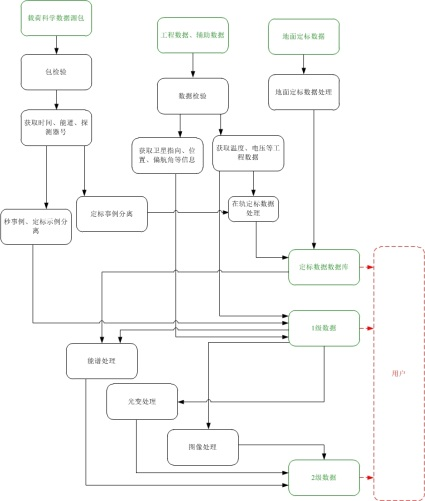 载荷科学数据源包
工程数据、辅助数据
地面定标数据
包检验
数据检验
地面定标数据处理
获取时间、能道、探
测器号
获取卫星指向、位
置、偏航角等信息
获取温度、电压等工
程数据
秒事例、定标示例分
离
定标事例分离
在轨定标数据
处理
定标数据数据库
1级数据
用户
能谱处理
光变处理
图像处理
2级数据